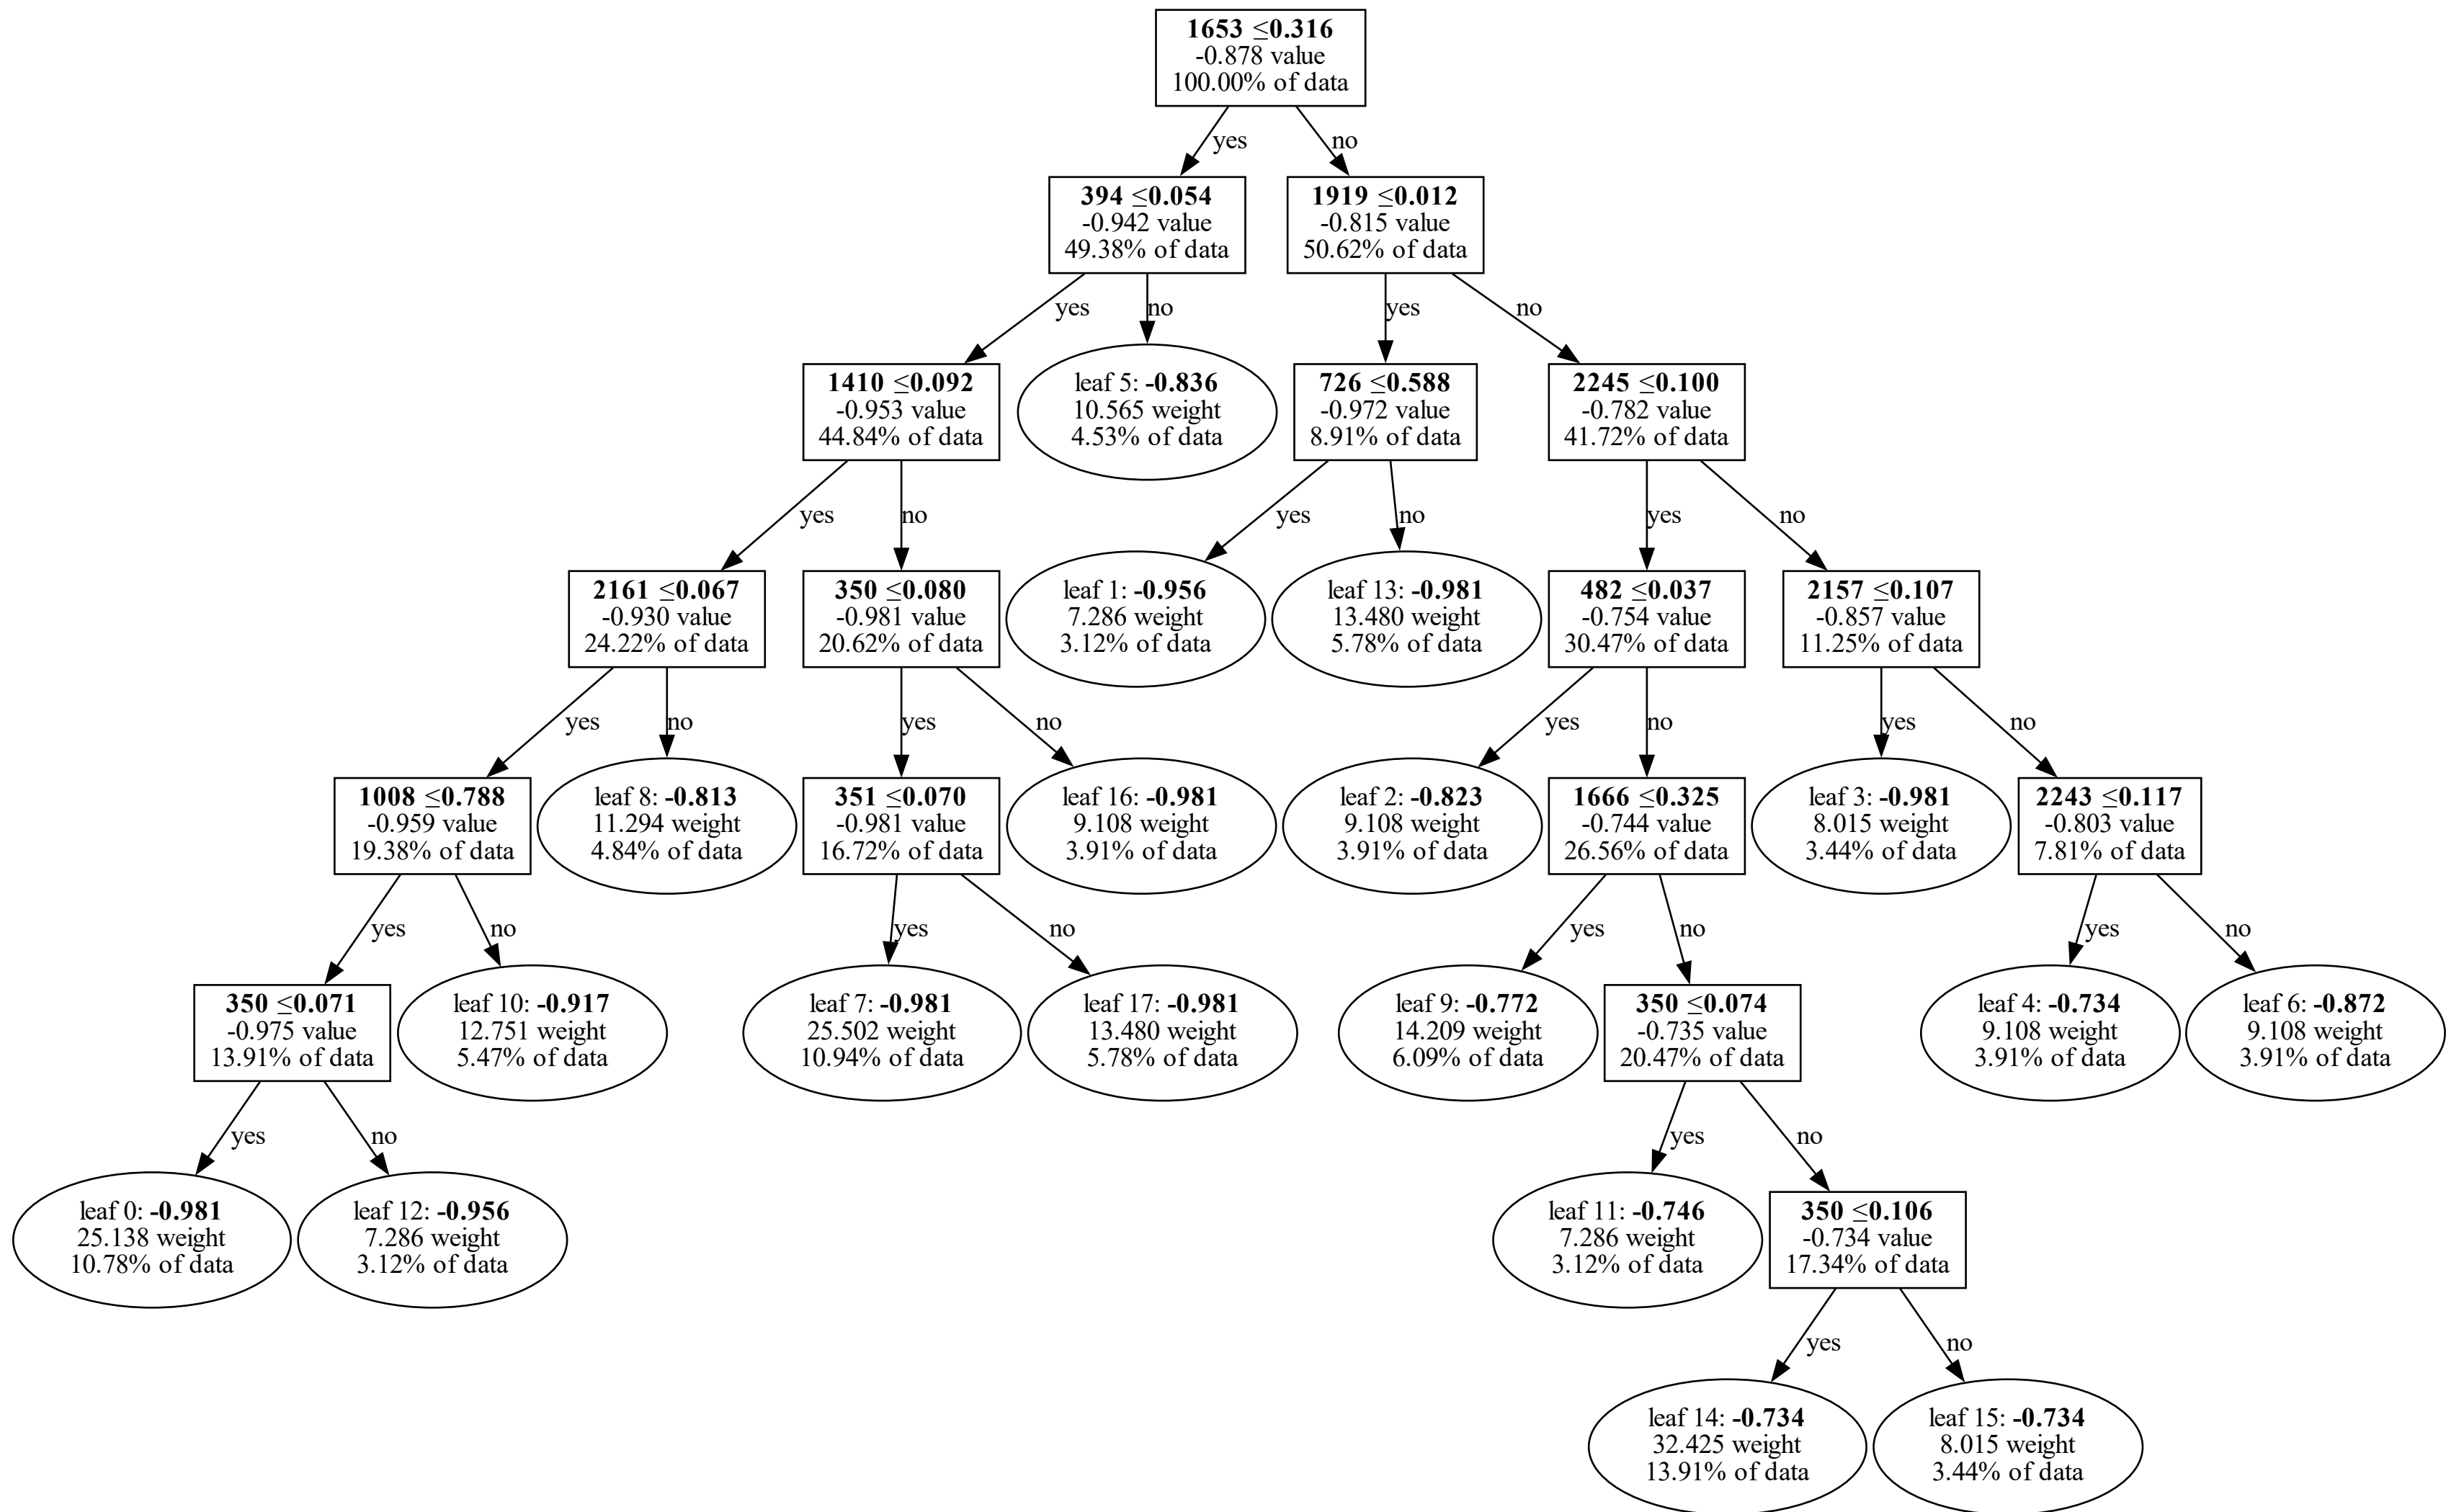 1653 ≤0.316
-0.878 value
100.00% of data
yes
no
394 ≤0.054
-0.942 value
49.38% of data
1919 ≤0.012
-0.815 value
50.62% of data
yes
no
yes
no
1410 ≤0.092
-0.953 value
44.84% of data
leaf 5: -0.836
10.565 weight
4.53% of data
726 ≤0.588
-0.972 value
8.91% of data
2245 ≤0.100
-0.782 value
41.72% of data
yes
no
yes
no
yes
no
2161 ≤0.067
-0.930 value
24.22% of data
350 ≤0.080
-0.981 value
20.62% of data
leaf 1: -0.956
7.286 weight
3.12% of data
leaf 13: -0.981
13.480 weight
5.78% of data
482 ≤0.037
-0.754 value
30.47% of data
2157 ≤0.107
-0.857 value
11.25% of data
yes
no
yes
no
yes
no
yes
no
1008 ≤0.788
-0.959 value
19.38% of data
leaf 8: -0.813
11.294 weight
4.84% of data
351 ≤0.070
-0.981 value
16.72% of data
leaf 16: -0.981
9.108 weight
3.91% of data
leaf 2: -0.823
9.108 weight
3.91% of data
1666 ≤0.325
-0.744 value
26.56% of data
leaf 3: -0.981
8.015 weight
3.44% of data
2243 ≤0.117
-0.803 value
7.81% of data
yes
no
yes
no
yes
no
yes
no
350 ≤0.071
-0.975 value
13.91% of data
leaf 10: -0.917
12.751 weight
5.47% of data
leaf 7: -0.981
25.502 weight
10.94% of data
leaf 17: -0.981
13.480 weight
5.78% of data
leaf 9: -0.772
14.209 weight
6.09% of data
350 ≤0.074
-0.735 value
20.47% of data
leaf 4: -0.734
9.108 weight
3.91% of data
leaf 6: -0.872
9.108 weight
3.91% of data
yes
no
yes
no
leaf 0: -0.981
25.138 weight
10.78% of data
leaf 12: -0.956
7.286 weight
3.12% of data
leaf 11: -0.746
7.286 weight
3.12% of data
350 ≤0.106
-0.734 value
17.34% of data
yes
no
leaf 14: -0.734
32.425 weight
13.91% of data
leaf 15: -0.734
8.015 weight
3.44% of data